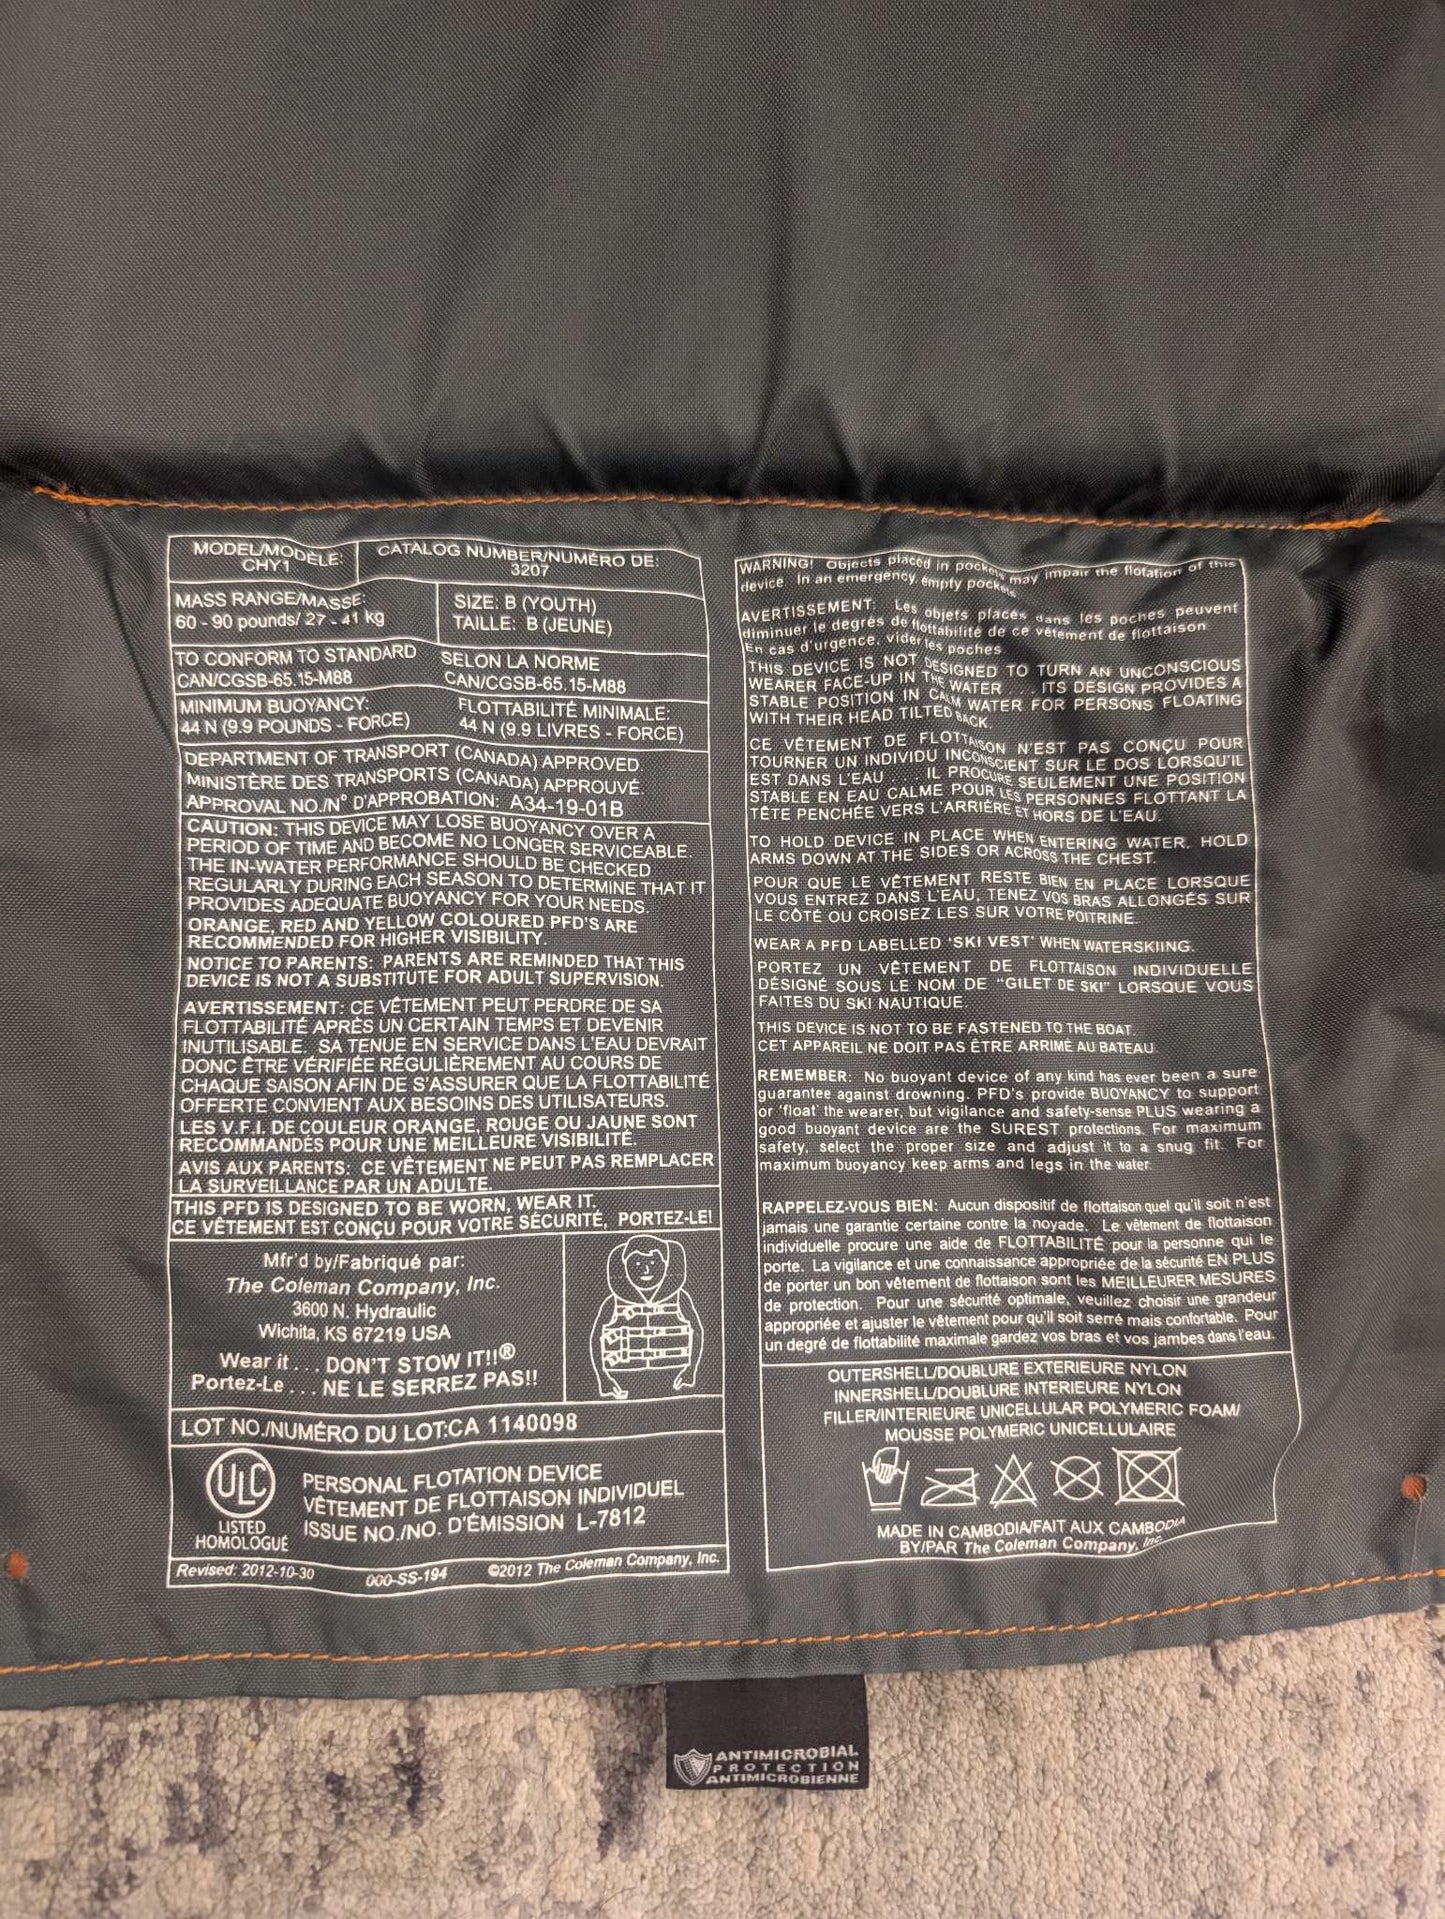 MODEL/MODÈLE:
CHY1
CATALOG NUMBER/NUMÉRO DE:
3207
MASS RANGE/MASSE:
60 - 90 pounds/ 27 - 41 kg
SIZE: B (YOUTH)
TAILLE: B (JEUNE)
TO CONFORM TO STANDARD
CAN/CGSB-65.15-M88
SELON LA NORME
CAN/CGSB-65.15-M88
MINIMUM BUOYANCY:
44 N (9.9 POUNDS - FORCE)
FLOTTABILITÉ MINIMALE:
44 N (9.9 LIVRES - FORCE)
DEPARTMENT OF TRANSPORT (CANADA) APPROVED.
MINISTÈRE DES TRANSPORTS (CANADA) APPROUVÉ.
APPROVAL NO./N° D'APPROBATION: A34-19-01B
CAUTION: THIS DEVICE MAY LOSE BUOYANCY OVER A
PERIOD OF TIME AND BECOME NO LONGER SERVICEABLE.
THE IN-WATER PERFORMANCE SHOULD BE CHECKED
REGULARLY DURING EACH SEASON TO DETERMINE THAT IT
PROVIDES ADEQUATE BUOYANCY FOR YOUR NEEDS.
ORANGE, RED AND YELLOW COLOURED PFD'S ARE
RECOMMENDED FOR HIGHER VISIBILITY.
NOTICE TO PARENTS: PARENTS ARE REMINDED THAT THIS
DEVICE IS NOT A SUBSTITUTE FOR ADULT SUPERVISION.
AVERTISSEMENT: CE VÊTEMENT PEUT PERDRE DE SA
FLOTTABILITÉ APRÈS UN CERTAIN TEMPS ET DEVENIR
INUTILISABLE. SA TENUE EN SERVICE DANS L'EAU DEVRAIT
DONC ÊTRE VÉRIFIÉE RÉGULIÈREMENT AU COURS DE
CHAQUE SAISON AFIN DE S'ASSURER QUE LA FLOTTABILITÉ
OFFERTE CONVIENT AUX BESOINS DES UTILISATEURS.
LES V.F.I. DE COULEUR ORANGE, ROUGE OU JAUNE SONT
RECOMMANDÉS POUR UNE MEILLEURE VISIBILITÉ.
AVIS AUX PARENTS: CE VÊTEMENT NE PEUT PAS REMPLACER
LA SURVEILLANCE PAR UN ADULTE.
THIS PFD IS DESIGNED TO BE WORN, WEAR IT.
CE VÊTEMENT EST CONÇU POUR VOTRE SÉCURITÉ, PORTEZ-LE!
Mfr'd by/Fabriqué par:
The Coleman Company, Inc.
3600 N. Hydraulic
Wichita, KS 67219 USA
Wear it . . . DON'T STOW IT!!®
Portez-Le . . . NE LE SERREZ PAS!!
LOT NO./NUMÉRO DU LOT:CA 1140098
ULC
LISTED
HOMOLOGUÉ
PERSONAL FLOTATION DEVICE
VÊTEMENT DE FLOTTAISON INDIVIDUEL
ISSUE NO./NO. D'ÉMISSION L-7812
Revised: 2012-10-30 000-SS-194 ©2012 The Coleman Company, Inc.
WARNING! Objects placed in pockets may impair the flotation of this
device In an emergency, empty pockets
AVERTISSEMENT: Les objets placés dans les poches peuvent
diminuer le degrés de flottabilité de ce vêtement de flottaison
En cas d'urgence, vider les poches
THIS DEVICE IS NOT DESIGNED TO TURN AN UNCONSCIOUS
WEARER FACE-UP IN THE WATER . . . ITS DESIGN PROVIDES A
STABLE POSITION IN CALM WATER FOR PERSONS FLOATING
WITH THEIR HEAD TILTED BACK.
CE VÊTEMENT DE FLOTTAISON N'EST PAS CONÇU POUR
TOURNER UN INDIVIDU INCONSCIENT SUR LE DOS LORSQU'IL
EST DANS L'EAU . . . IL PROCURE SEULEMENT UNE POSITION
STABLE EN EAU CALME POUR LES PERSONNES FLOTTANT LA
TÊTE PENCHÉE VERS L'ARRIÈRE ET HORS DE L'EAU.
TO HOLD DEVICE IN PLACE WHEN ENTERING WATER, HOLD
ARMS DOWN AT THE SIDES OR ACROSS THE CHEST.
POUR QUE LE VÊTEMENT RESTE BIEN EN PLACE LORSQUE
VOUS ENTREZ DANS L'EAU, TENEZ VOS BRAS ALLONGÉS SUR
LE CÔTÉ OU CROISEZ LES SUR VOTRE POITRINE.
WEAR A PFD LABELLED 'SKI VEST' WHEN WATERSKIING.
PORTEZ UN VÊTEMENT DE FLOTTAISON INDIVIDUELLE
DÉSIGNÉ SOUS LE NOM DE "GILET DE SKI" LORSQUE VOUS
FAITES DU SKI NAUTIQUE.
THIS DEVICE IS NOT TO BE FASTENED TO THE BOAT.
CET APPAREIL NE DOIT PAS ÊTRE ARRIMÉ AU BATEAU
REMEMBER: No buoyant device of any kind has ever been a sure
guarantee against drowning. PFD's provide BUOYANCY to support
or 'float' the wearer, but vigilance and safety-sense PLUS wearing a
good buoyant device are the SUREST protections. For maximum
safety, select the proper size and adjust it to a snug fit. For
maximum buoyancy keep arms and legs in the water.
RAPPELEZ-VOUS BIEN: Aucun dispositif de flottaison quel qu'il soit n'est
jamais une garantie certaine contre la noyade. Le vêtement de flottaison
individuelle procure une aide de FLOTTABILITÉ pour la personne qui le
porte. La vigilance et une connaissance appropriée de la sécurité EN PLUS
de porter un bon vêtement de flottaison sont les MEILLEURER MESURES
de protection. Pour une sécurité optimale, veuillez choisir une grandeur
appropriée et ajuster le vêtement pour qu'il soit serré mais confortable. Pour
un degré de flottabilité maximale gardez vos bras et vos jambes dans l'eau.
OUTERSHELL/DOUBLURE EXTERIEURE NYLON
INNERSHELL/DOUBLURE INTERIEURE NYLON
FILLER/INTERIEURE UNICELLULAR POLYMERIC FOAM/
MOUSSE POLYMERIC UNICELLULAIRE
MADE IN CAMBODIA/FAIT AUX CAMBODIA
BY/PAR The Coleman Company, Inc.
ANTIMICROBIAL
PROTECTION
ANTIMICROBIENNE